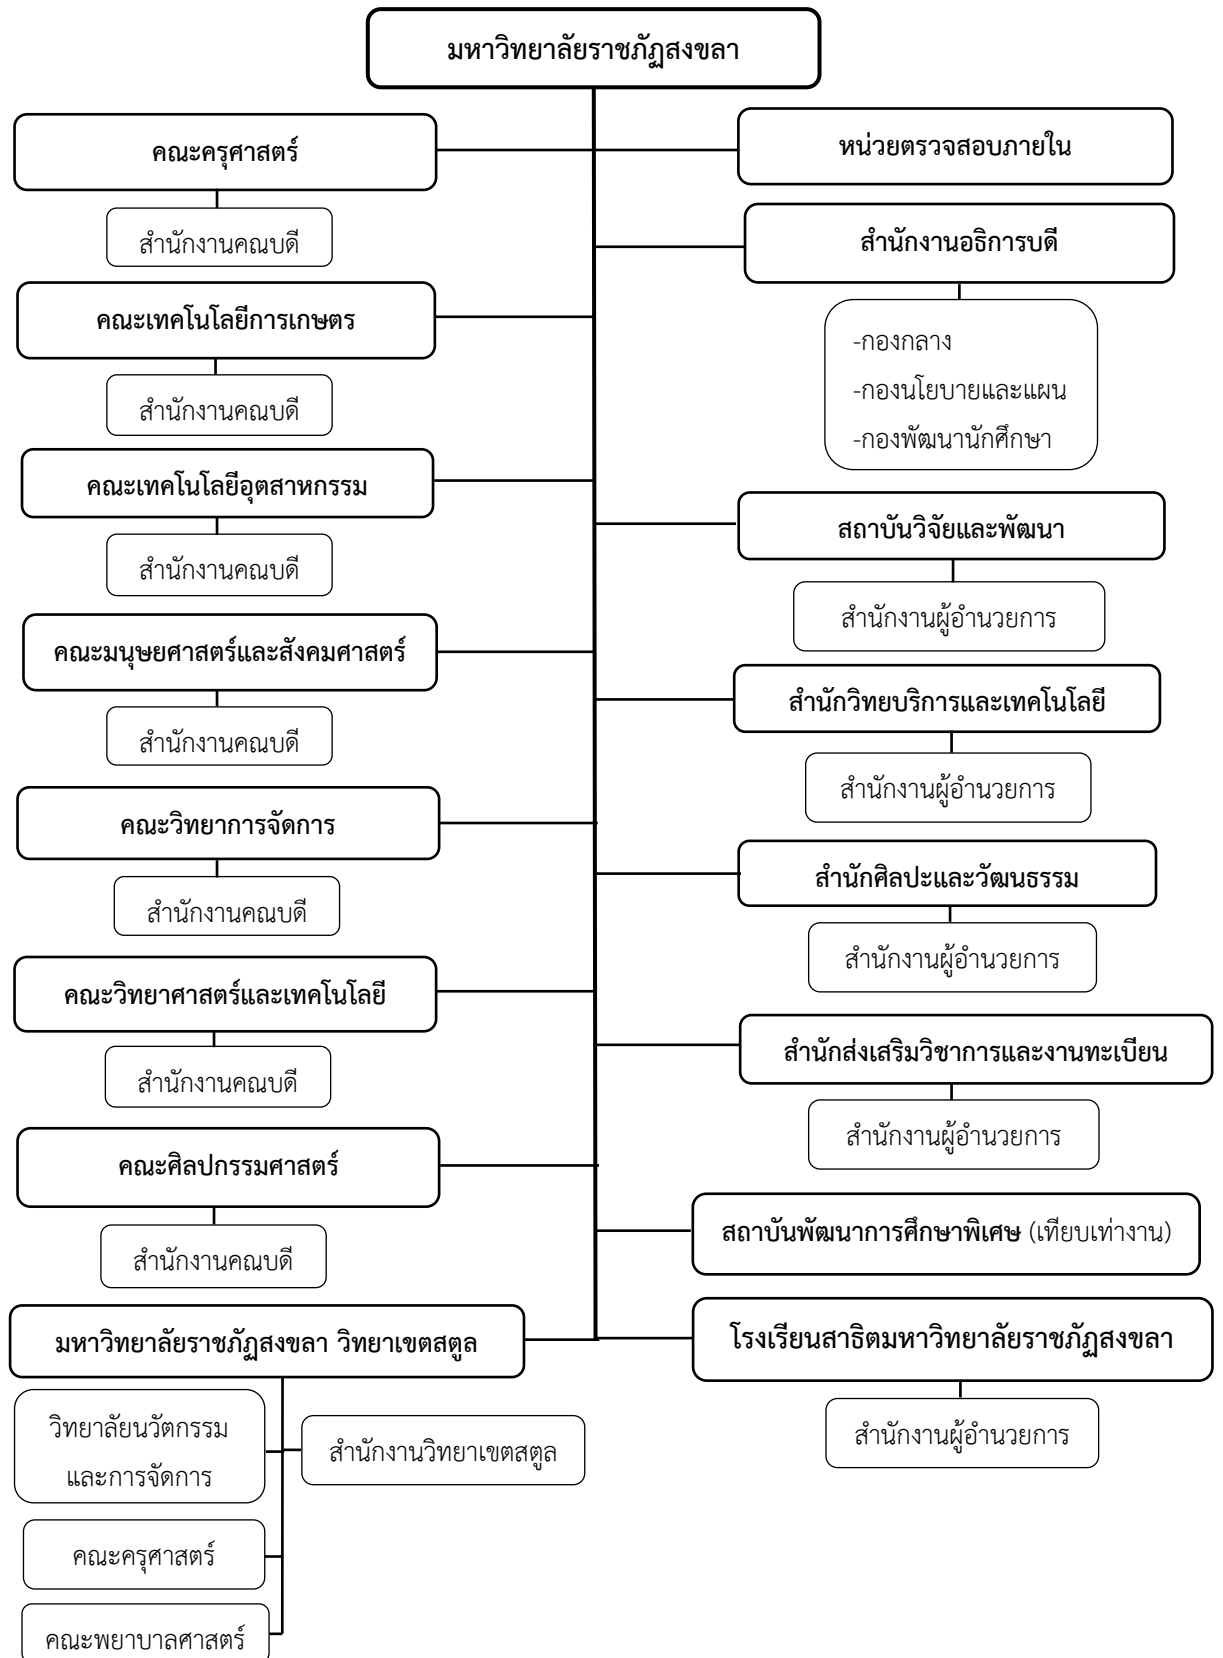 มหาวิทยาลัยราชภัฏสงขลา
คณะครุศาสตร์
สำนักงานคณบดี
คณะเทคโนโลยีการเกษตร
สำนักงานคณบดี
คณะเทคโนโลยีอุตสาหกรรม
สำนักงานคณบดี
คณะมนุษยศาสตร์และสังคมศาสตร์
สำนักงานคณบดี
คณะวิทยาการจัดการ
สำนักงานคณบดี
คณะวิทยาศาสตร์และเทคโนโลยี
สำนักงานคณบดี
คณะศิลปกรรมศาสตร์
สำนักงานคณบดี
มหาวิทยาลัยราชภัฏสงขลา วิทยาเขตสตูล
วิทยาลัยนวัตกรรม
และการจัดการ
สำนักงานวิทยาเขตสตูล
คณะครุศาสตร์
คณะพยาบาลศาสตร์
หน่วยตรวจสอบภายใน
สำนักงานอธิการบดี
-กองกลาง
-กองนโยบายและแผน
-กองพัฒนานักศึกษา
สถาบันวิจัยและพัฒนา
สำนักงานผู้อำนวยการ
สำนักวิทยบริการและเทคโนโลยี
สำนักงานผู้อำนวยการ
สำนักศิลปะและวัฒนธรรม
สำนักงานผู้อำนวยการ
สำนักส่งเสริมวิชาการและงานทะเบียน
สำนักงานผู้อำนวยการ
สถาบันพัฒนาการศึกษาพิเศษ (เทียบเท่างาน)
โรงเรียนสาธิตมหาวิทยาลัยราชภัฏสงขลา
สำนักงานผู้อำนวยการ